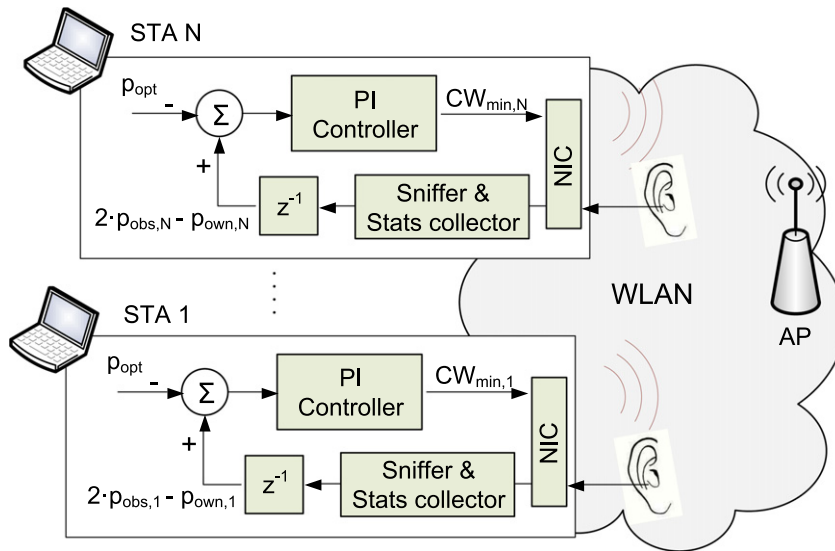 STA N
p_opt
-
Σ
+
PI
Controller
CW_min,N
NIC
2·p_obs,N - p_own,N
z^-1
Sniffer &
Stats collector
WLAN
AP
STA 1
p_opt
-
Σ
+
PI
Controller
CW_min,1
NIC
2·p_obs,1 - p_own,1
z^-1
Sniffer &
Stats collector